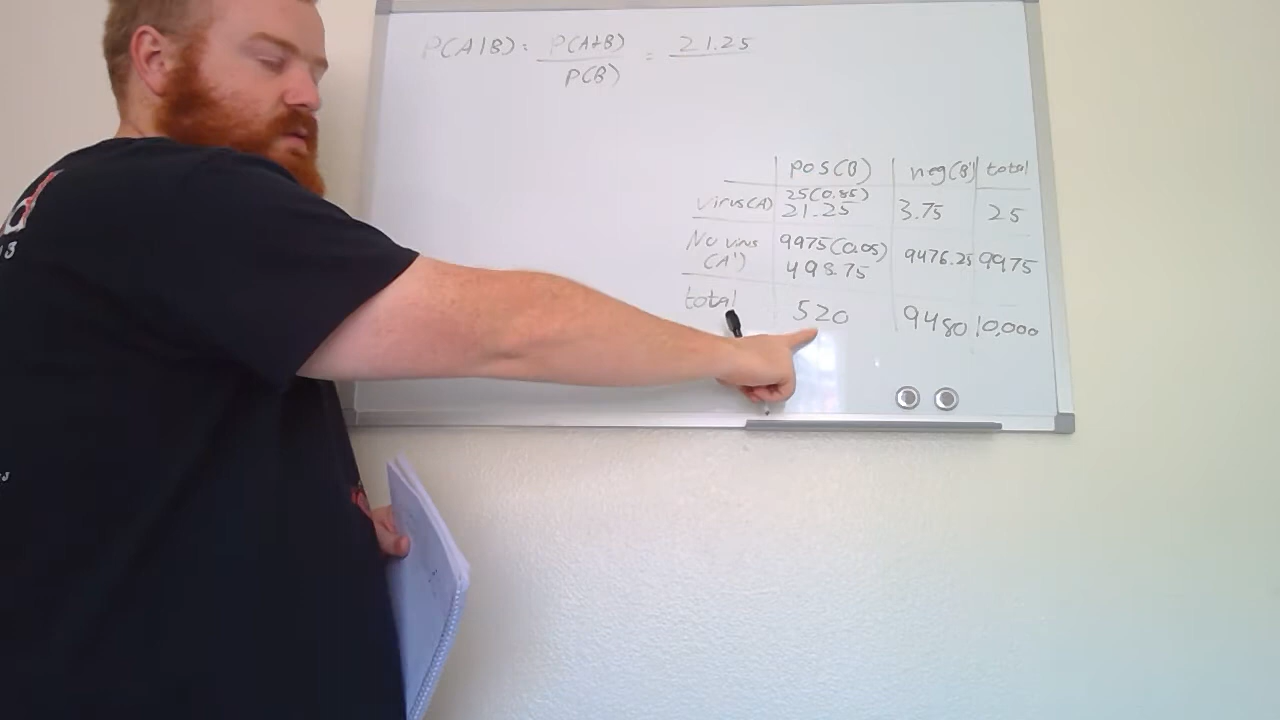 P(A|B) : P(A+B) / P(B) = 21.25
pos(B) neg(B') total
25(0.85)
virus(A) 21.25 3.75 25
No virus 9975(0.05)
(A') 498.75 9476.25 9975
total 520 9480 10,000
d
13